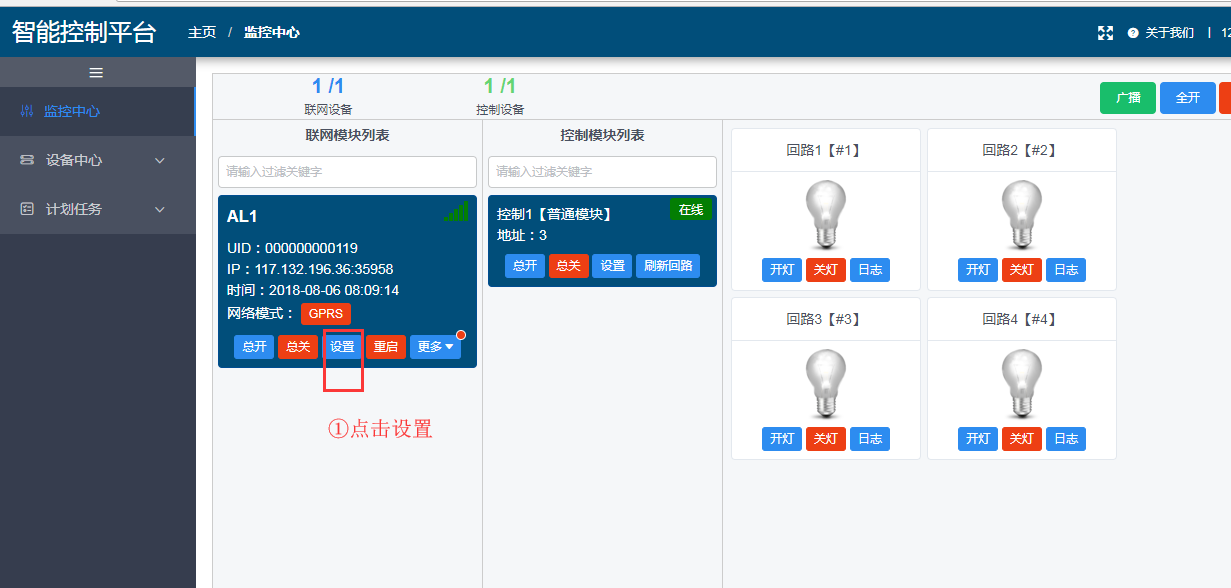 智能控制平台
主页 / 监控中心
关于我们 | 12
监控中心
设备中心
计划任务
1 /1
联网设备
1 /1
控制设备
广播
全开
联网模块列表
请输入过滤关键字
AL1
UID：000000000119
IP：117.132.196.36:35958
时间：2018-08-06 08:09:14
网络模式： GPRS
总开 总关 设置 重启 更多
①点击设置
控制模块列表
请输入过滤关键字
控制1【普通模块】 在线
地址：3
总开 总关 设置 刷新回路
回路1【#1】
开灯 关灯 日志
回路2【#2】
开灯 关灯 日志
回路3【#3】
开灯 关灯 日志
回路4【#4】
开灯 关灯 日志